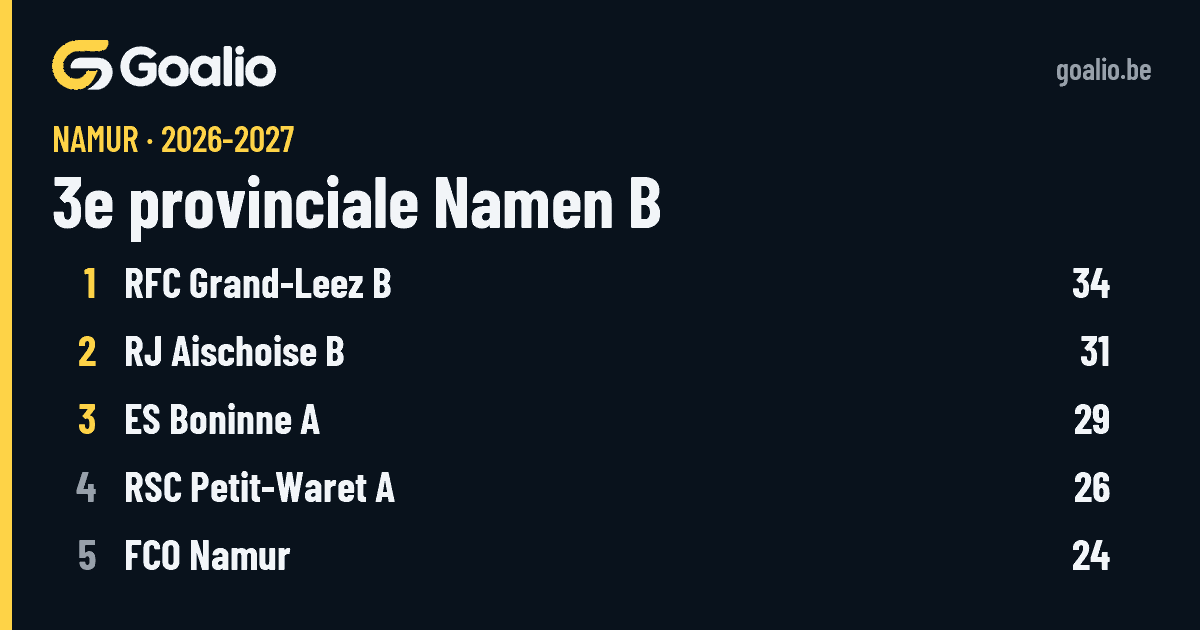 Goalio goalio.be
NAMUR · 2026-2027
3e provinciale Namen B
1 RFC Grand-Leez B 34
2 RJ Aischoise B 31
3 ES Boninne A 29
4 RSC Petit-Waret A 26
5 FCO Namur 24